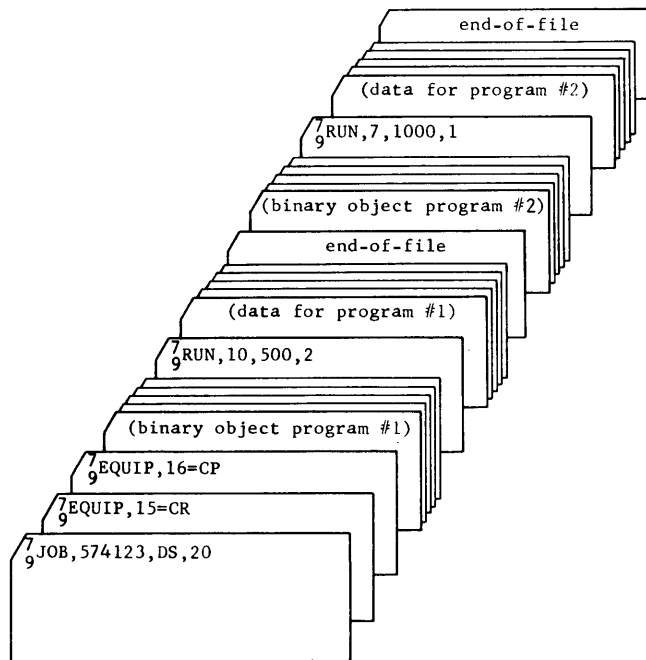 end-of-file
(data for program #2)
7
9RUN,7,1000,1
(binary object program #2)
end-of-file
(data for program #1)
7
9RUN,10,500,2
(binary object program #1)
7
9EQUIP,16=CP
7
9EQUIP,15=CR
7
9JOB,574123,DS,20